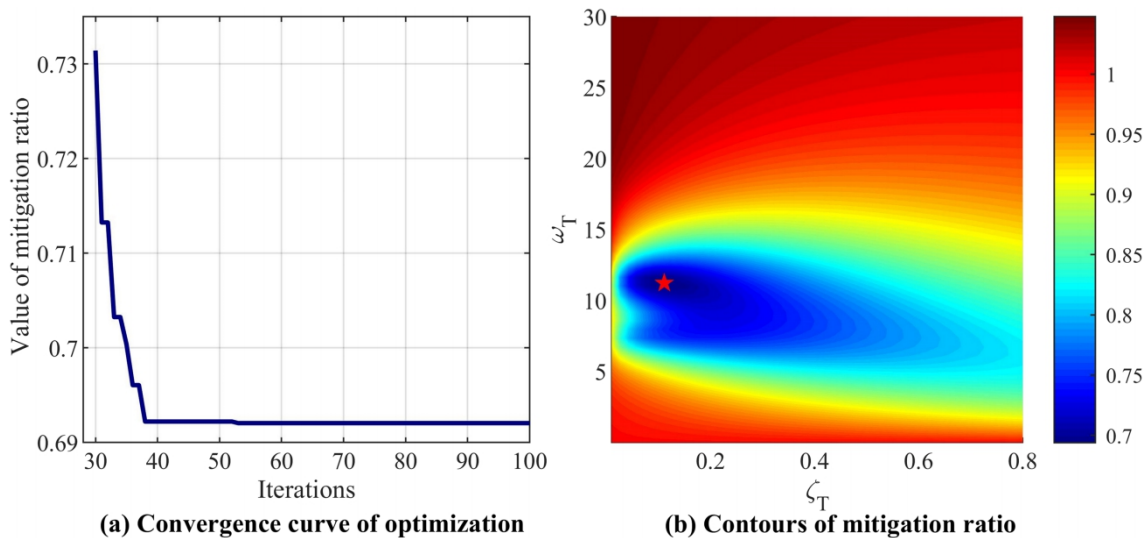 0.73
0.72
0.71
0.7
0.69
Value of mitigation ratio
30 40 50 60 70 80 90 100
Iterations
(a) Convergence curve of optimization
30
25
20
15
10
5
ω_T
0.2 0.4 0.6 0.8
ζ_T
1
0.95
0.9
0.85
0.8
0.75
0.7
(b) Contours of mitigation ratio